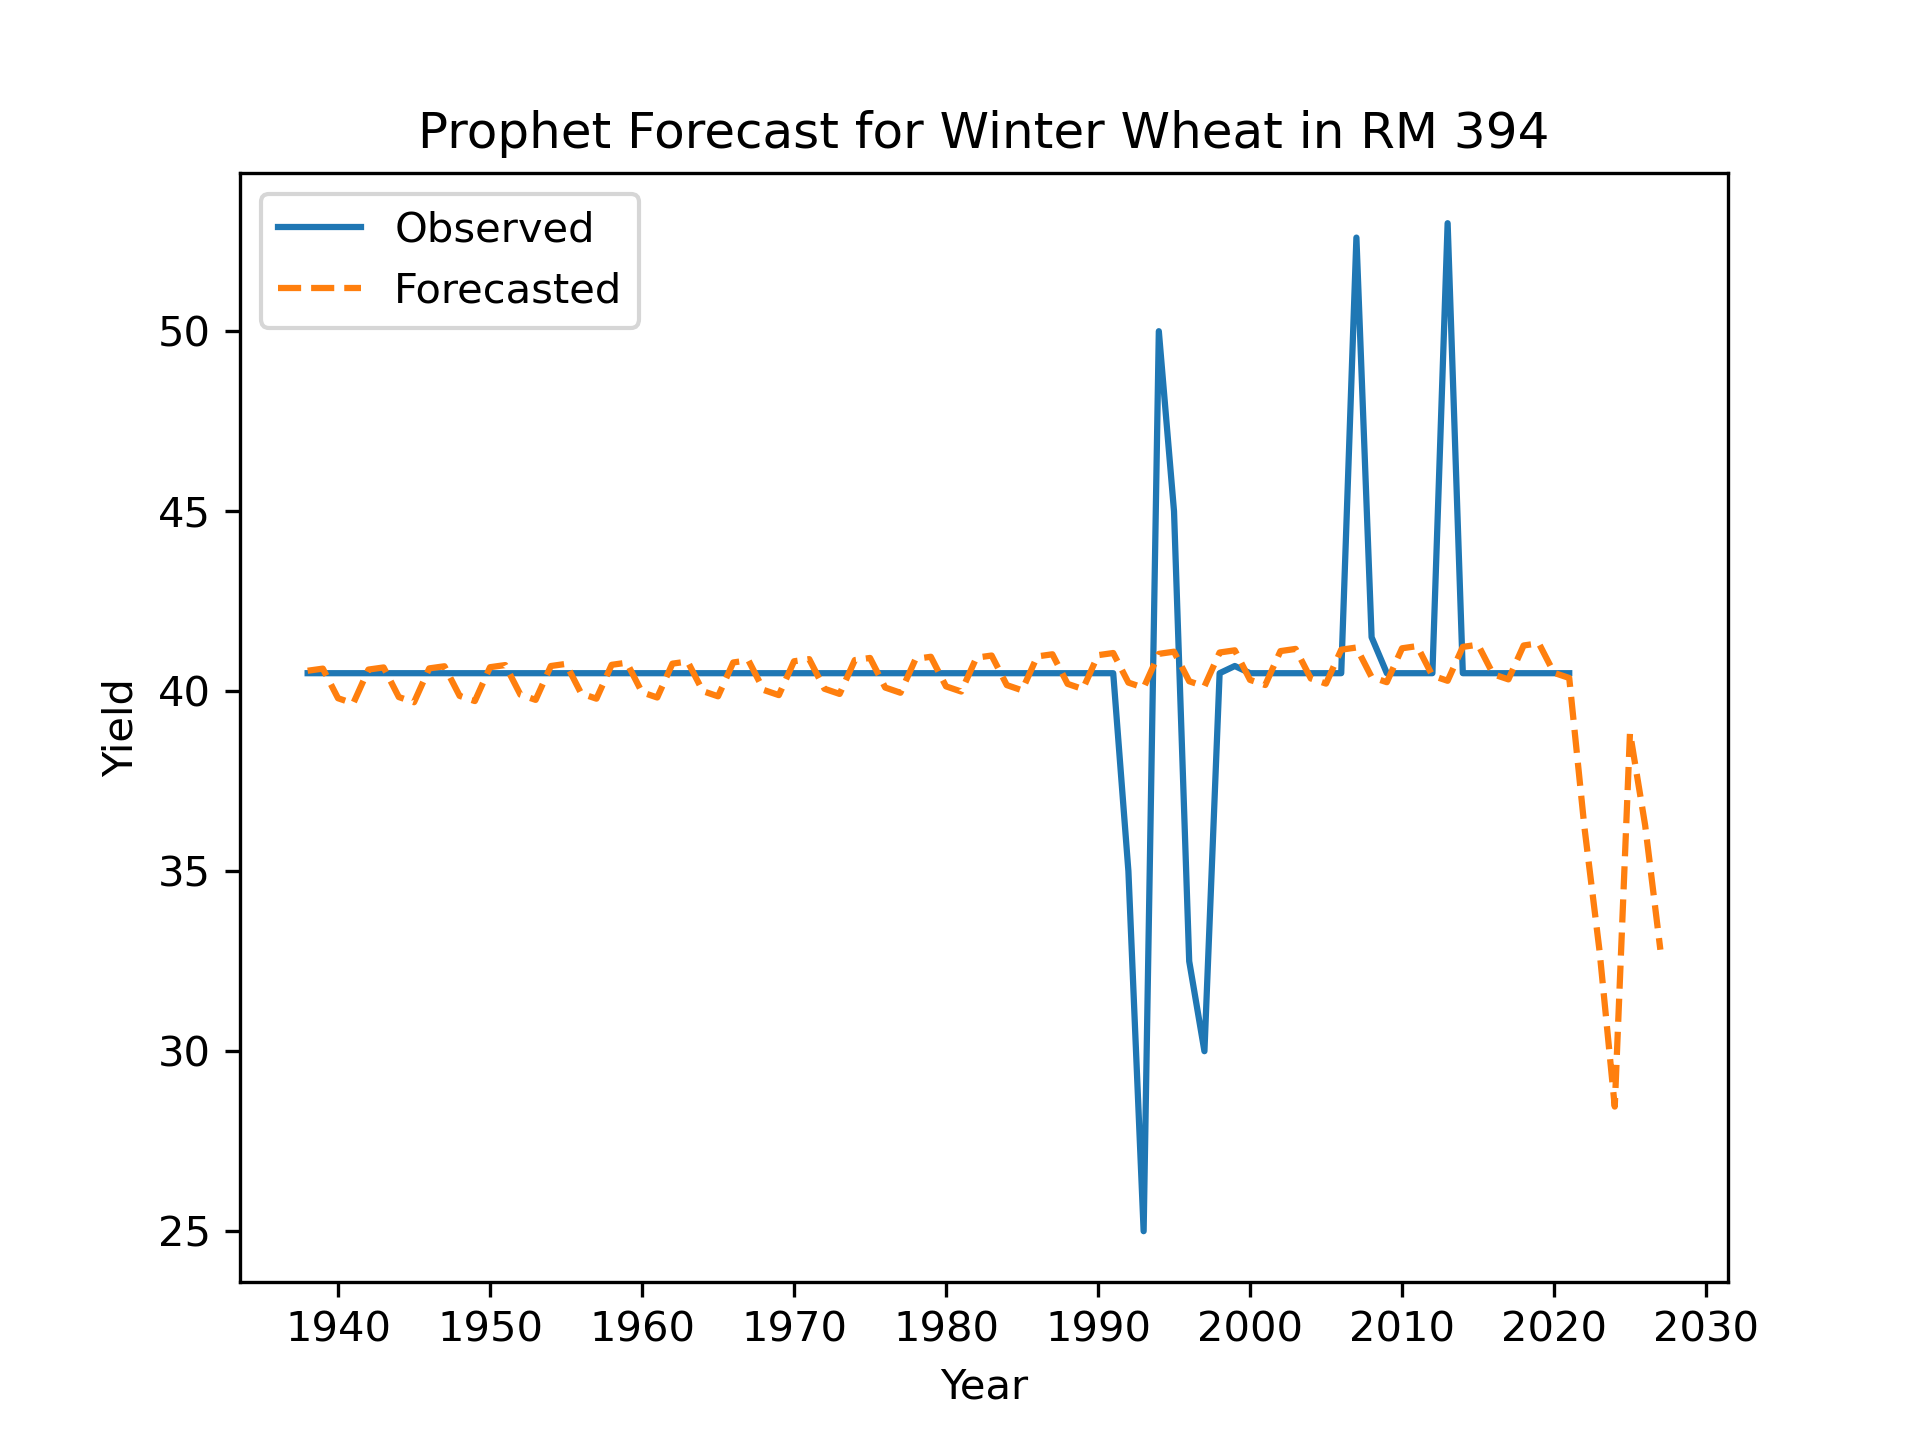 Prophet Forecast for Winter Wheat in RM 394
Observed
Forecasted
50
45
40
35
30
25
Yield
1940 1950 1960 1970 1980 1990 2000 2010 2020 2030
Year